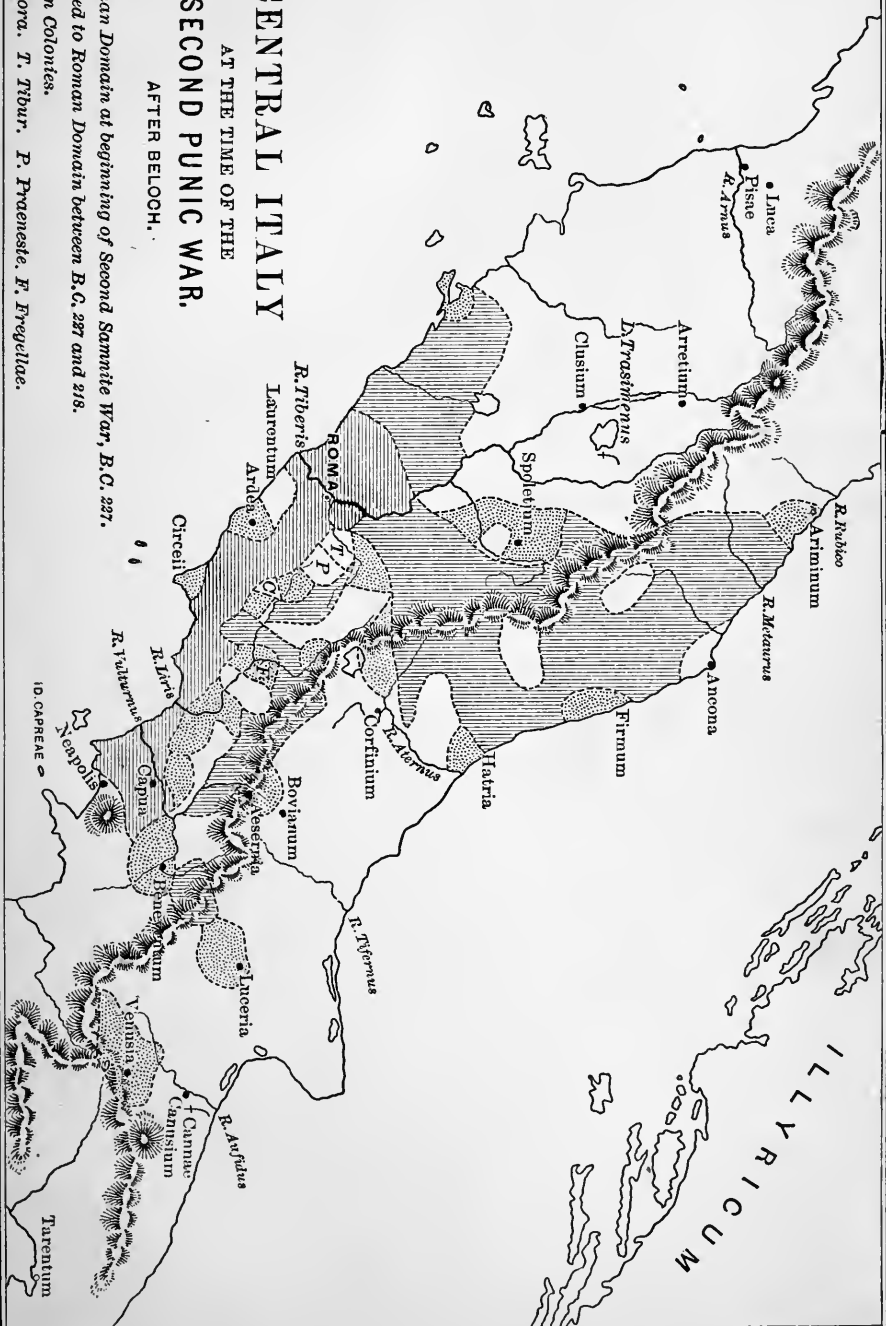 ENTRAL ITALY
AT THE TIME OF THE
SECOND PUNIC WAR.
AFTER BELOCH.
an Domain at beginning of Second Samnite War, B.C. 227.
ed to Roman Domain between B.C. 227 and 218.
n Colonies.
ora. T. Tibur. P. Praeneste. F. Fregellae.
ILLYRICUM
R. Rubico
Ariminum
R. Metaurus
Ancona
Firmum
Hatria
R. Aternus
Corfinium
Luca
Pisae
R. Arnus
Arretium
L. Trasimenus
Clusium
Spoletium
R. Tiberis
ROMA
Laurentum
Ardea
T
P
C
F
Circeii
R. Liris
R. Vulturnus
Capua
Neapolis
ID. CAPREAE
Bovianum
Aesernia
Beneventum
R. Tifernus
Luceria
Venusia
Cannae
Canusium
R. Aufidus
Tarentum